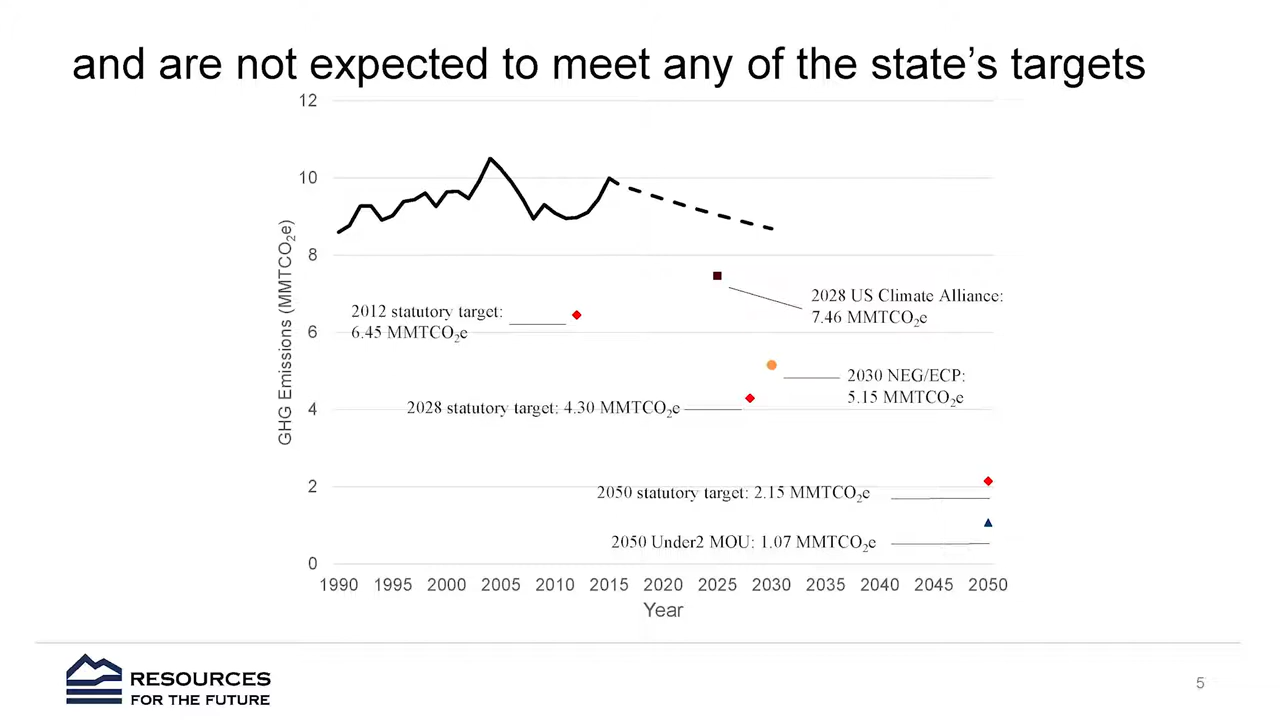 and are not expected to meet any of the state's targets
12
10
8
6
4
2
0
GHG Emissions (MMTCO₂e)
2012 statutory target:
6.45 MMTCO₂e
2028 US Climate Alliance:
7.46 MMTCO₂e
2030 NEG/ECP:
5.15 MMTCO₂e
2028 statutory target: 4.30 MMTCO₂e
2050 statutory target: 2.15 MMTCO₂e
2050 Under2 MOU: 1.07 MMTCO₂e
1990 1995 2000 2005 2010 2015 2020 2025 2030 2035 2040 2045 2050
Year
RESOURCES
FOR THE FUTURE
5